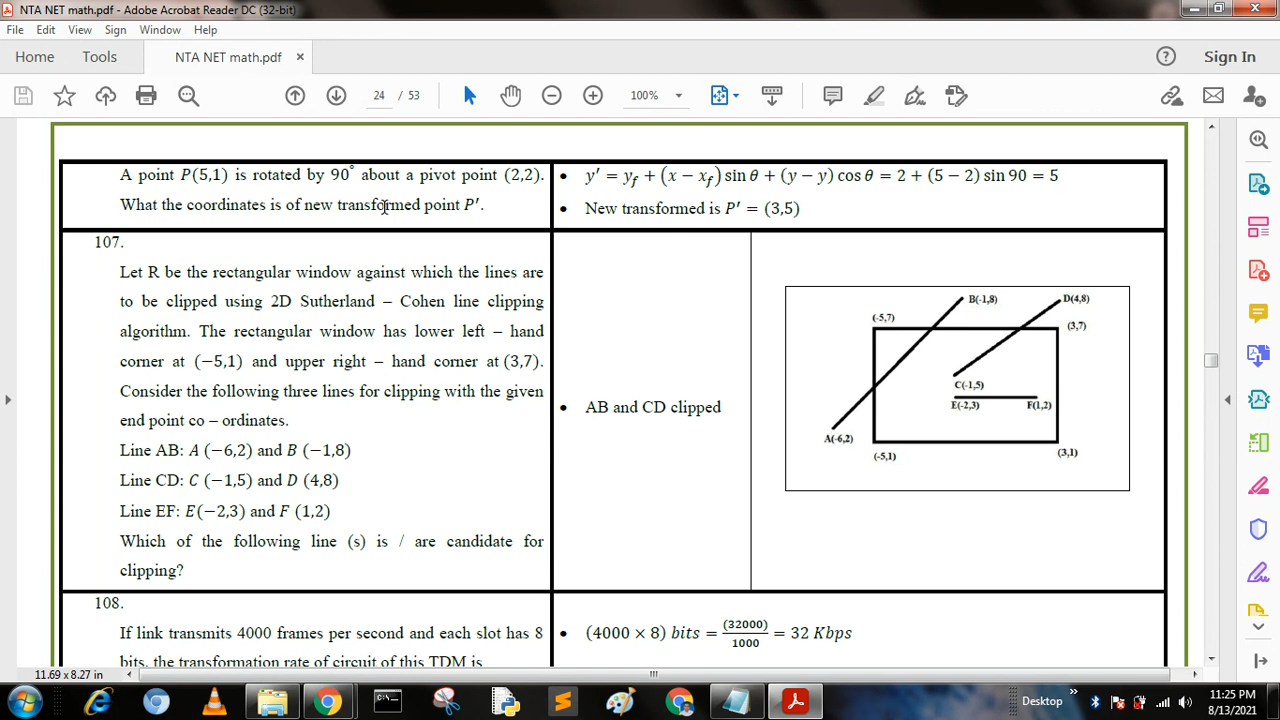 NTA NET math.pdf - Adobe Acrobat Reader DC (32-bit)
File Edit View Sign Window Help
Home Tools NTA NET math.pdf × Sign In
24 / 53 100%
A point P(5,1) is rotated by 90° about a pivot point (2,2).
What the coordinates is of new transformed point P′.
• y′ = y_f + (x − x_f) sin θ + (y − y) cos θ = 2 + (5 − 2) sin 90 = 5
• New transformed is P′ = (3,5)
107.
Let R be the rectangular window against which the lines are
to be clipped using 2D Sutherland – Cohen line clipping
algorithm. The rectangular window has lower left – hand
corner at (−5,1) and upper right – hand corner at (3,7).
Consider the following three lines for clipping with the given
end point co – ordinates.
Line AB: A (−6,2) and B (−1,8)
Line CD: C (−1,5) and D (4,8)
Line EF: E(−2,3) and F (1,2)
Which of the following line (s) is / are candidate for
clipping?
• AB and CD clipped
B(-1,8)
D(4,8)
(-5,7)
(3,7)
C(-1,5)
E(-2,3)
F(1,2)
A(-6,2)
(-5,1)
(3,1)
108.
If link transmits 4000 frames per second and each slot has 8
bits, the transformation rate of circuit of this TDM is
• (4000 × 8) bits = (32000)/1000 = 32 Kbps
11.69 x 8.27 in
Desktop
11:25 PM
8/13/2021